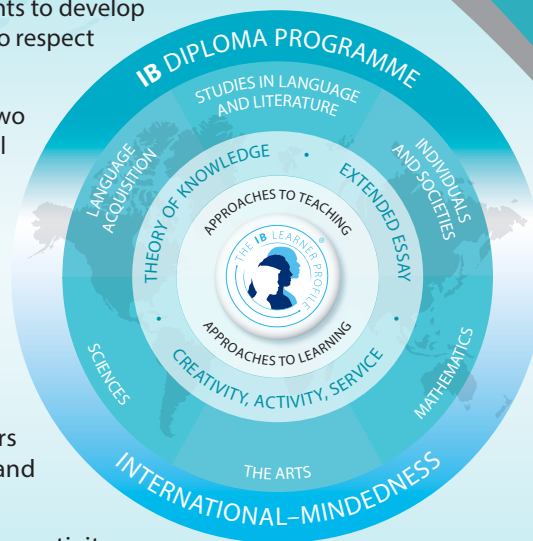 nts to develop
o respect
wo
l
rs
and
IB DIPLOMA PROGRAMME
STUDIES IN LANGUAGE
AND LITERATURE
LANGUAGE
ACQUISITION
INDIVIDUALS
AND SOCIETIES
THEORY OF KNOWLEDGE
•
EXTENDED ESSAY
APPROACHES TO TEACHING
THE IB LEARNER PROFILE
®
APPROACHES TO LEARNING
•
•
CREATIVITY, ACTIVITY, SERVICE
SCIENCES
MATHEMATICS
THE ARTS
INTERNATIONAL–MINDEDNESS